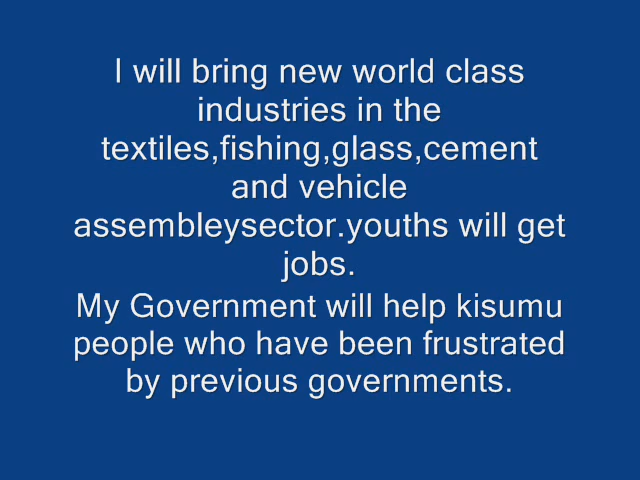 I will bring new world class
industries in the
textiles,fishing,glass,cement
and vehicle
assembleysector.youths will get
jobs.
My Government will help kisumu
people who have been frustrated
by previous governments.